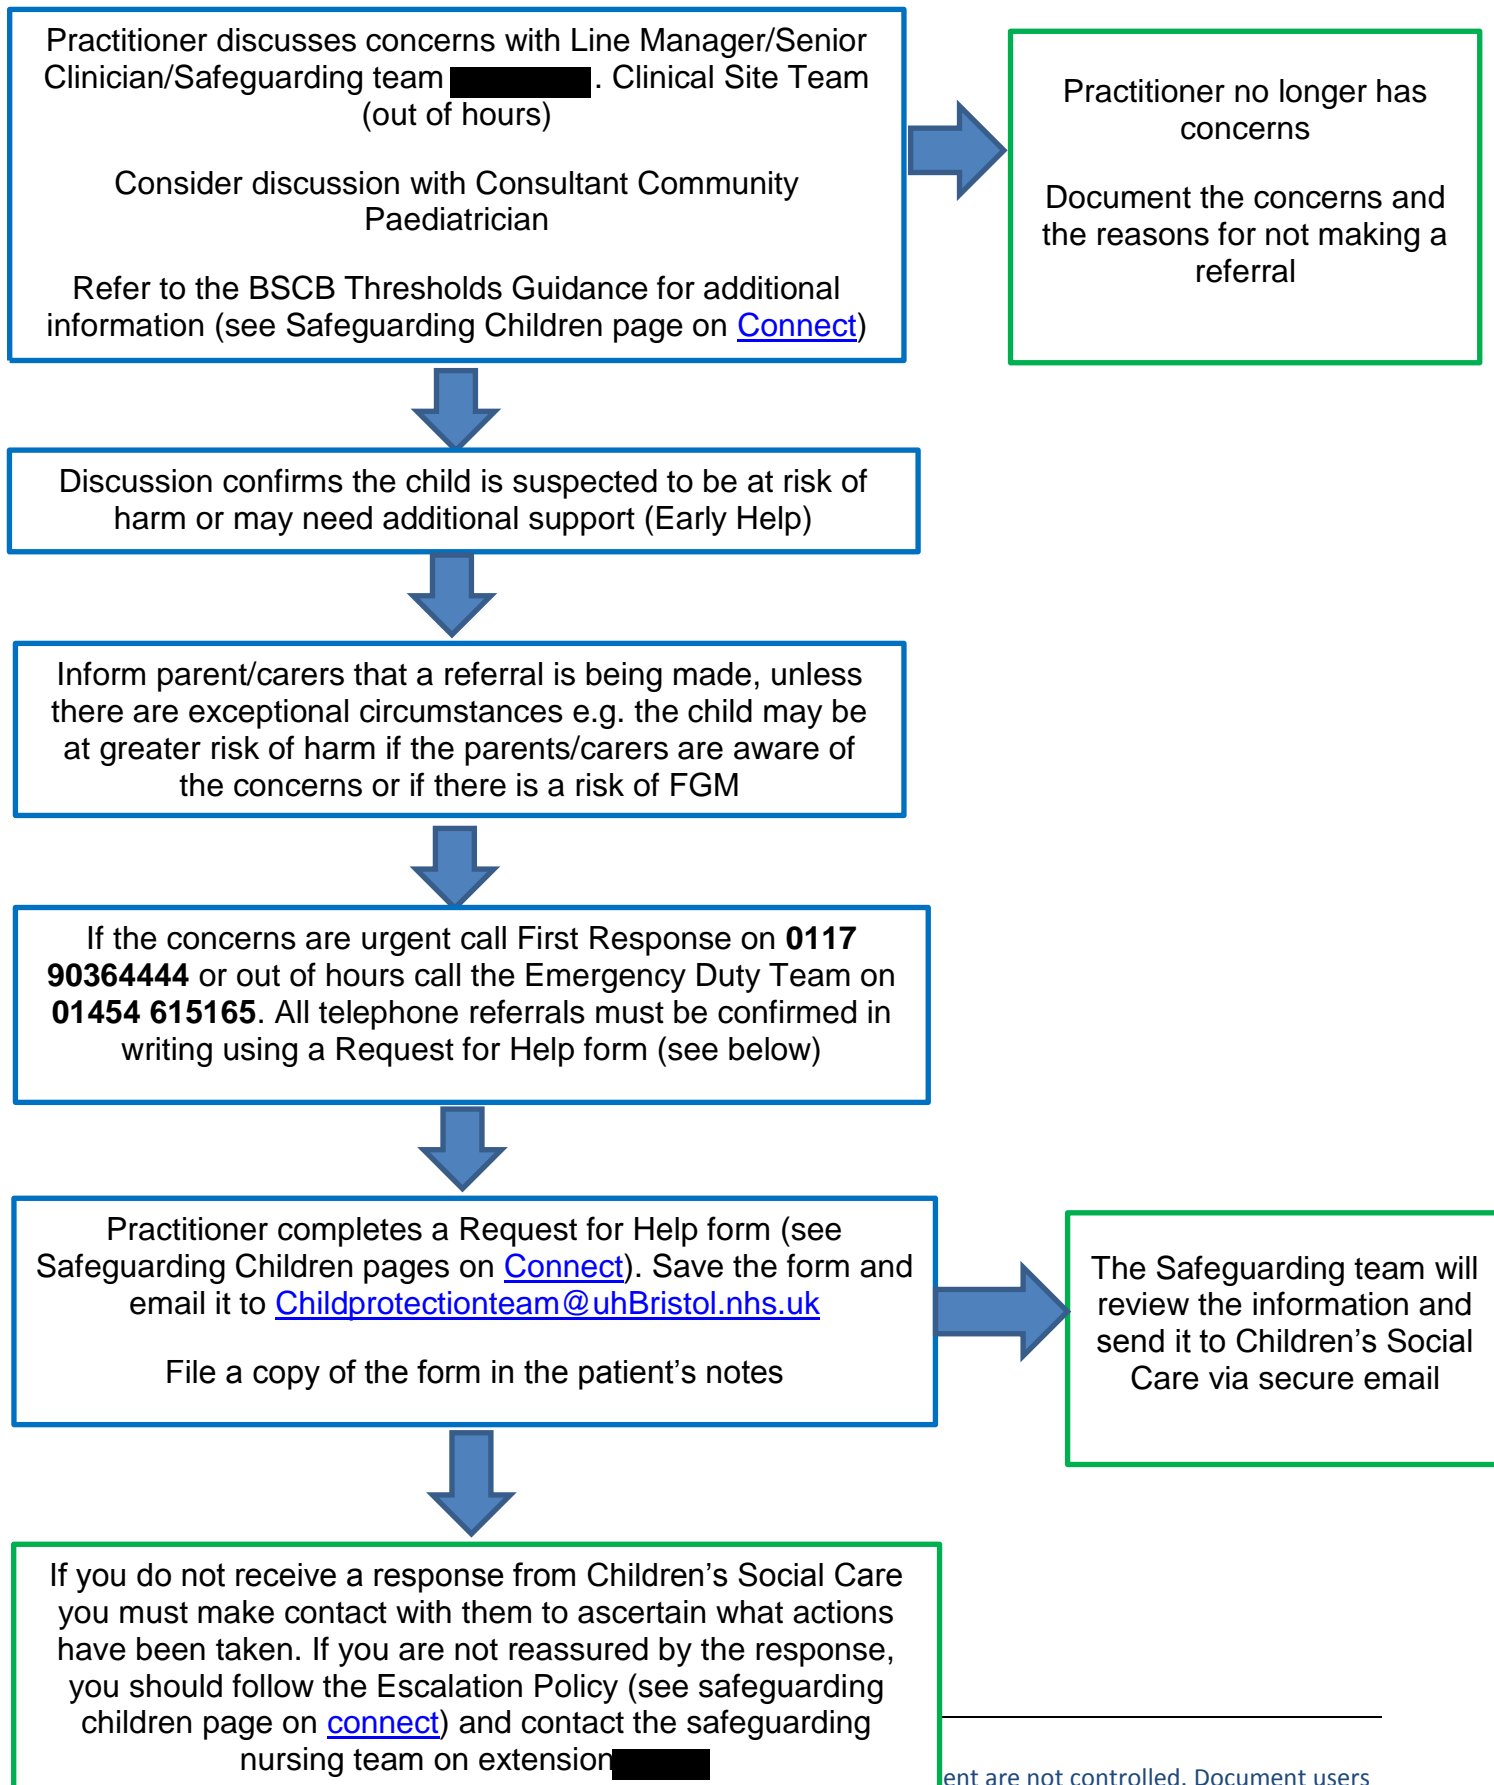 Practitioner discusses concerns with Line Manager/Senior
Clinician/Safeguarding team . Clinical Site Team
(out of hours)
Consider discussion with Consultant Community
Paediatrician
Refer to the BSCB Thresholds Guidance for additional
information (see Safeguarding Children page on Connect)
Practitioner no longer has
concerns
Document the concerns and
the reasons for not making a
referral
Discussion confirms the child is suspected to be at risk of
harm or may need additional support (Early Help)
Inform parent/carers that a referral is being made, unless
there are exceptional circumstances e.g. the child may be
at greater risk of harm if the parents/carers are aware of
the concerns or if there is a risk of FGM
If the concerns are urgent call First Response on 0117
90364444 or out of hours call the Emergency Duty Team on
01454 615165. All telephone referrals must be confirmed in
writing using a Request for Help form (see below)
Practitioner completes a Request for Help form (see
Safeguarding Children pages on Connect). Save the form and
email it to Childprotectionteam@uhBristol.nhs.uk
File a copy of the form in the patient’s notes
The Safeguarding team will
review the information and
send it to Children’s Social
Care via secure email
If you do not receive a response from Children’s Social Care
you must make contact with them to ascertain what actions
have been taken. If you are not reassured by the response,
you should follow the Escalation Policy (see safeguarding
children page on connect) and contact the safeguarding
nursing team on extension
ent are not controlled. Document users